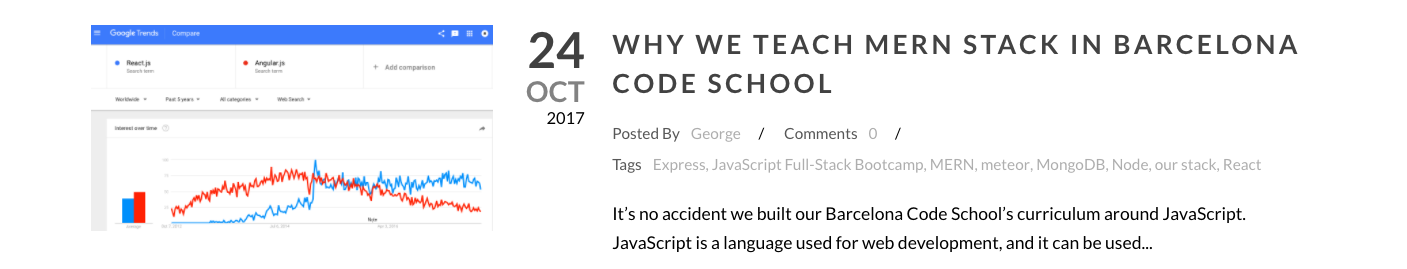 Google Trends Compare
React.js
Search term
Angular.js
Search term
+ Add comparison
Worldwide Past 5 years All categories Web Search
Interest over time
Average
Note
24
OCT
2017
WHY WE TEACH MERN STACK IN BARCELONA
CODE SCHOOL
Posted By George / Comments 0 /
Tags Express, JavaScript Full-Stack Bootcamp, MERN, meteor, MongoDB, Node, our stack, React
It’s no accident we built our Barcelona Code School’s curriculum around JavaScript.
JavaScript is a language used for web development, and it can be used...